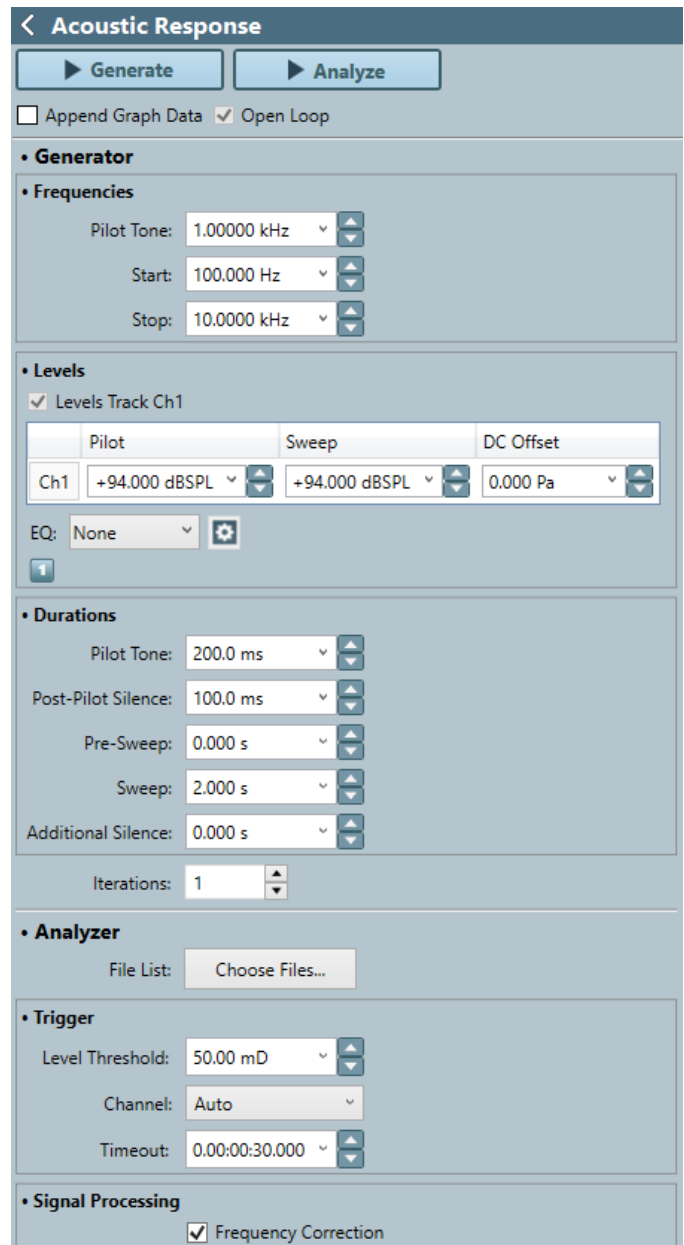 Acoustic Response
Generate Analyze
Append Graph Data Open Loop
• Generator
• Frequencies
Pilot Tone: 1.00000 kHz
Start: 100.000 Hz
Stop: 10.0000 kHz
• Levels
Levels Track Ch1
Pilot Sweep DC Offset
Ch1 +94.000 dBSPL +94.000 dBSPL 0.000 Pa
EQ: None
1
• Durations
Pilot Tone: 200.0 ms
Post-Pilot Silence: 100.0 ms
Pre-Sweep: 0.000 s
Sweep: 2.000 s
Additional Silence: 0.000 s
Iterations: 1
• Analyzer
File List: Choose Files...
• Trigger
Level Threshold: 50.00 mD
Channel: Auto
Timeout: 0.00:00:30.000
• Signal Processing
Frequency Correction